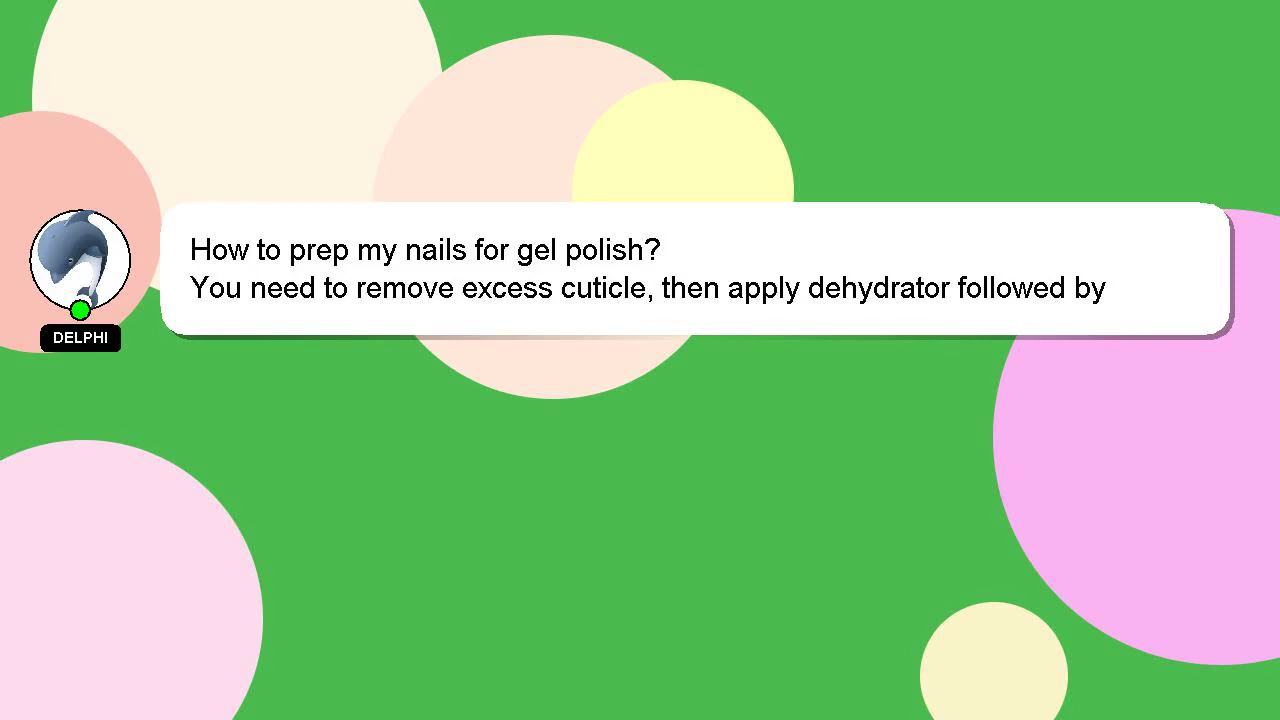 How to prep my nails for gel polish?
You need to remove excess cuticle, then apply dehydrator followed by
DELPHI